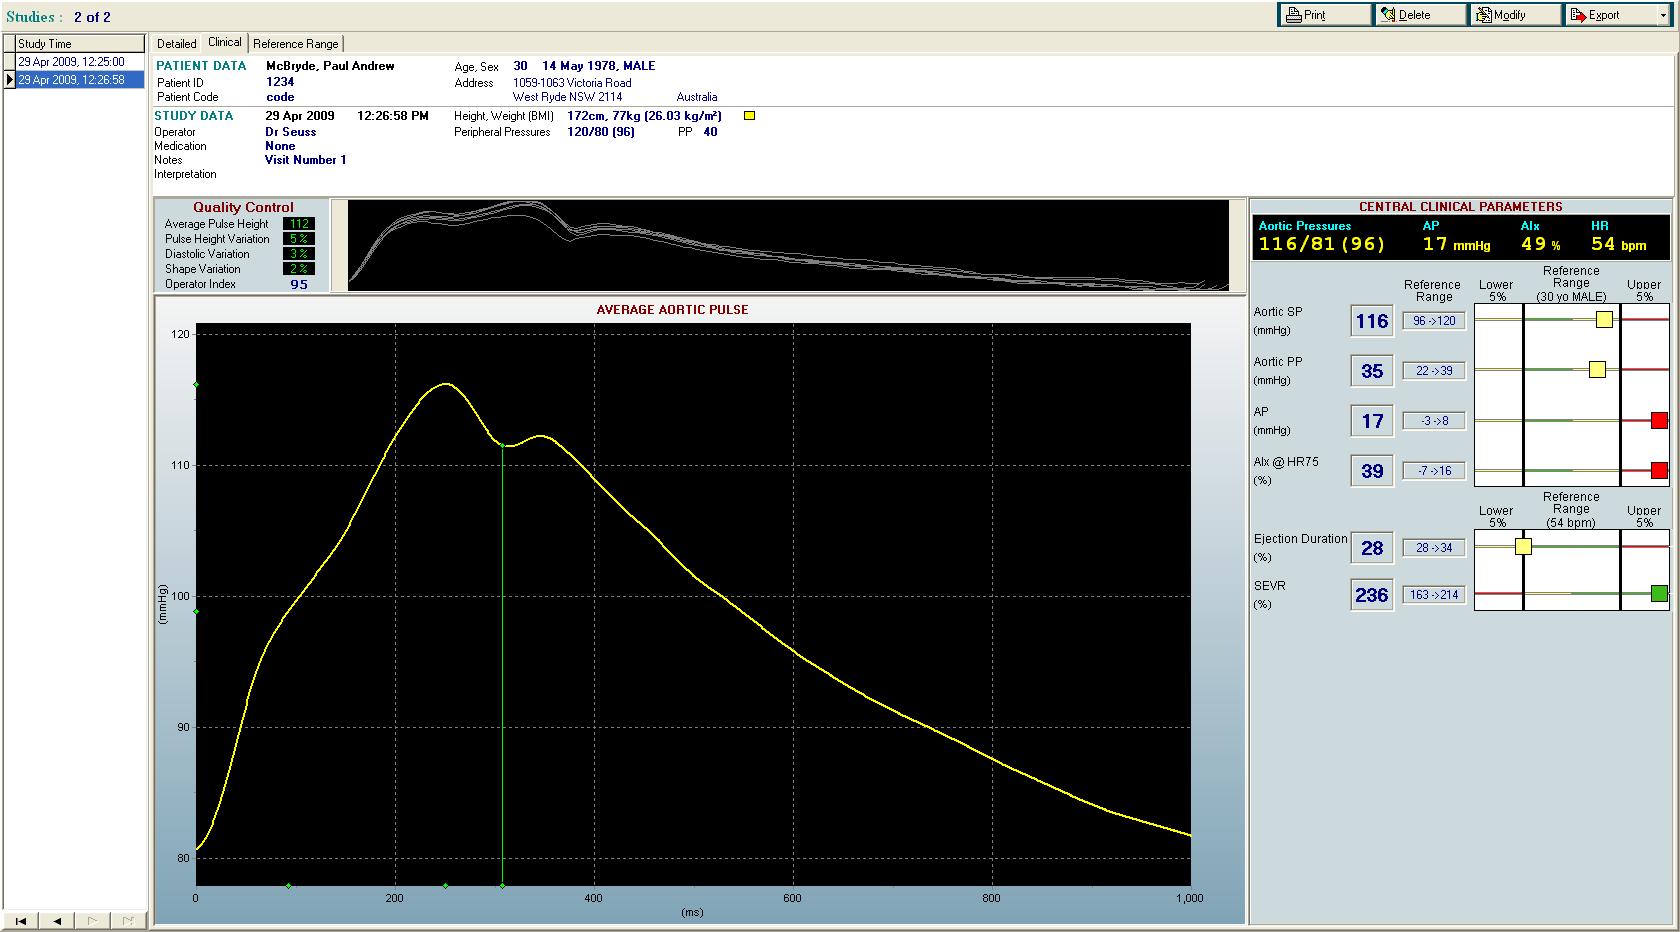 Studies : 2 of 2
Print Delete Modify Export
Study Time
29 Apr 2009, 12:25:00
29 Apr 2009, 12:26:58
Detailed Clinical Reference Range
PATIENT DATA McBryde, Paul Andrew Age, Sex 30 14 May 1978, MALE
Patient ID 1234 Address 1059-1063 Victoria Road
Patient Code code West Ryde NSW 2114 Australia
STUDY DATA 29 Apr 2009 12:26:58 PM Height, Weight (BMI) 172cm, 77kg (26.03 kg/m²)
Operator Dr Seuss Peripheral Pressures 120/80 (96) PP 40
Medication None
Notes Visit Number 1
Interpretation
Quality Control
Average Pulse Height 112
Pulse Height Variation 5 %
Diastolic Variation 3 %
Shape Variation 2 %
Operator Index 95
AVERAGE AORTIC PULSE
120
110
100
90
80
(mmHg)
0 200 400 600 800 1,000
(ms)
CENTRAL CLINICAL PARAMETERS
Aortic Pressures AP AIx HR
116/81 (96) 17 mmHg 49 % 54 bpm
Reference Range Lower 5% Reference Range (30 yo MALE) Upper 5%
Aortic SP (mmHg) 116 96 ->120
Aortic PP (mmHg) 35 22 ->39
AP (mmHg) 17 -3 ->8
AIx @ HR75 (%) 39 -7 ->16
Lower 5% Reference Range (54 bpm) Upper 5%
Ejection Duration (%) 28 28 ->34
SEVR (%) 236 163 ->214